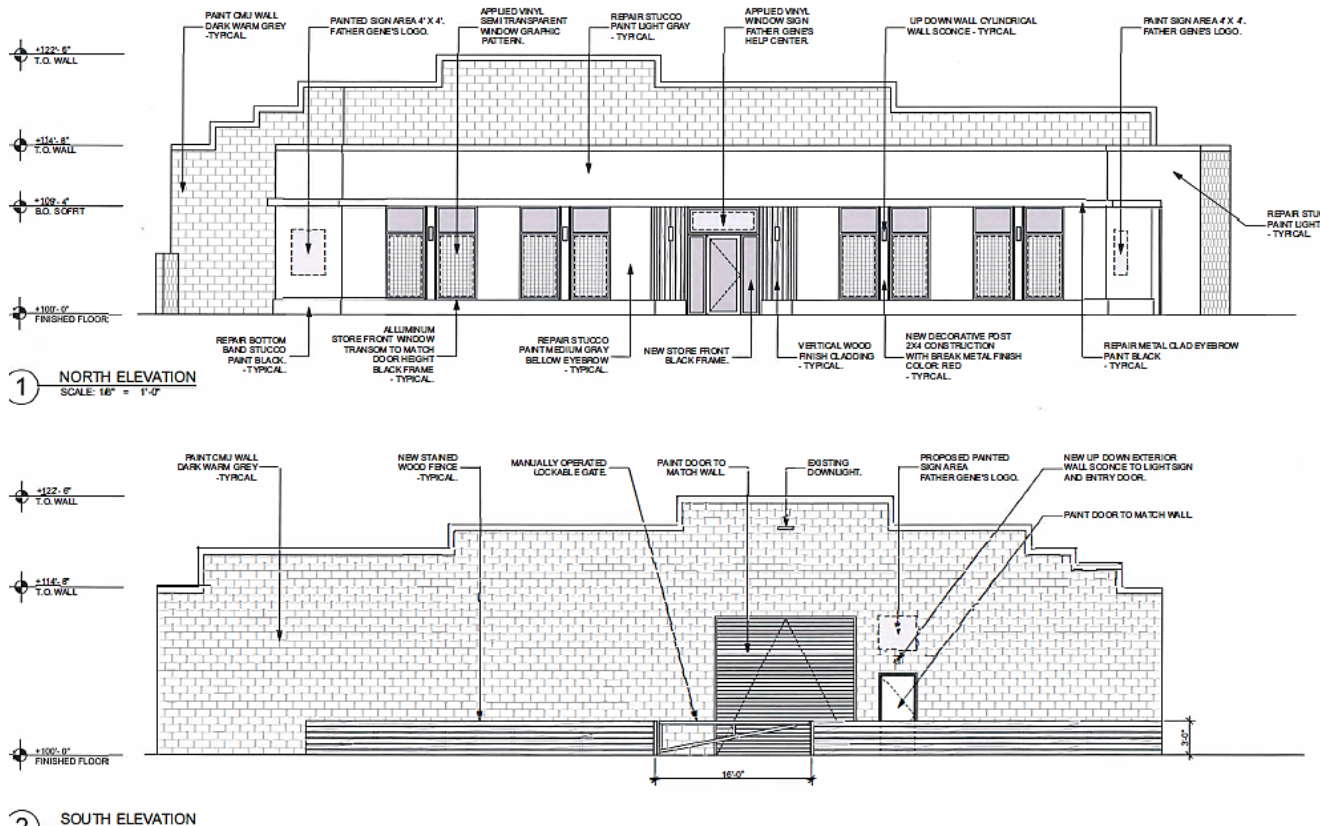 PAINT CMU WALL
DARK WARM GREY
-TYPICAL
PAINTED SIGN AREA 4' X 4'.
FATHER GENE'S LOGO.
APPLIED VINYL
SEMITRANSPARENT
WINDOW GRAPHIC
PATTERN.
REPAIR STUCCO
PAINT LIGHT GRAY
- TYPICAL.
APPLIED VINYL
WINDOW SIGN
FATHER GENE'S
HELP CENTER.
UP DOWN WALL CYLINDRICAL
WALL SCONCE - TYPICAL
PAINT SIGN AREA 4' X 4'.
FATHER GENE'S LOGO.
+122'- 6"
T.O. WALL
+114'- 8"
T.O. WALL
+109'- 4"
B.O. SOFFIT
REPAIR STUC
PAINT LIGHT
- TYPICAL
+100'- 0"
FINISHED FLOOR
REPAIR BOTTOM
BAND STUCCO
PAINT BLACK.
- TYPICAL.
ALLUMINUM
STORE FRONT WINDOW
TRANSOM TO MATCH
DOOR HEIGHT
BLACK FRAME
- TYPICAL.
REPAIR STUCCO
PAINT MEDIUM GRAY
BELLOW EYEBROW
- TYPICAL.
NEW STORE FRONT
BLACK FRAME.
VERTICAL WOOD
FINISH CLADDING
- TYPICAL.
NEW DECORATIVE POST
2X4 CONSTRUCTION
WITH BREAK METAL FINISH
COLOR: RED
- TYPICAL.
REPAIR METAL CLAD EYEBROW
PAINT BLACK
- TYPICAL
1
NORTH ELEVATION
SCALE: 1/8" = 1'-0"
PAINT CMU WALL
DARK WARM GREY
-TYPICAL
NEW STAINED
WOOD FENCE
-TYPICAL.
MANUALLY OPERATED
LOCKABLE GATE.
PAINT DOOR TO
MATCH WALL.
EXISTING
DOWNLIGHT.
PROPOSED PAINTED
SIGN AREA
FATHER GENE'S LOGO.
NEW UP DOWN EXTERIOR
WALL SCONCE TO LIGHT SIGN
AND ENTRY DOOR.
PAINT DOOR TO MATCH WALL
+122'- 6"
T.O. WALL
+114'- 8"
T.O. WALL
+100'- 0"
FINISHED FLOOR
3'-0"
16'-0"
2
SOUTH ELEVATION